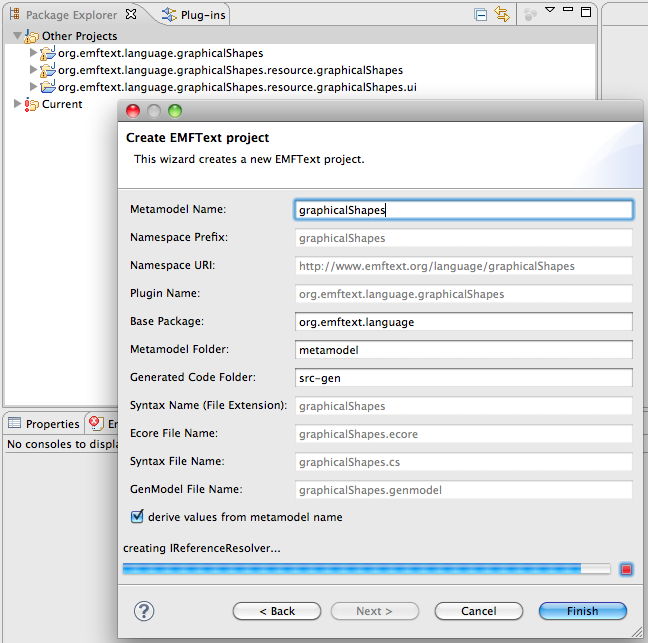 Package Explorer
Plug-ins
Other Projects
org.emftext.language.graphicalShapes
org.emftext.language.graphicalShapes.resource.graphicalShapes
org.emftext.language.graphicalShapes.ui
Current
Create EMFText project
This wizard creates a new EMFText project.
Metamodel Name: graphicalShapes
Namespace Prefix: graphicalShapes
Namespace URI: http://www.emftext.org/language/graphicalShapes
Plugin Name: org.emftext.language.graphicalShapes
Base Package: org.emftext.language
Metamodel Folder: metamodel
Generated Code Folder: src-gen
Syntax Name (File Extension): graphicalShapes
Ecore File Name: graphicalShapes.ecore
Syntax File Name: graphicalShapes.cs
GenModel File Name: graphicalShapes.genmodel
derive values from metamodel name
creating IReferenceResolver...
Properties
No consoles to displa
? < Back Next > Cancel Finish